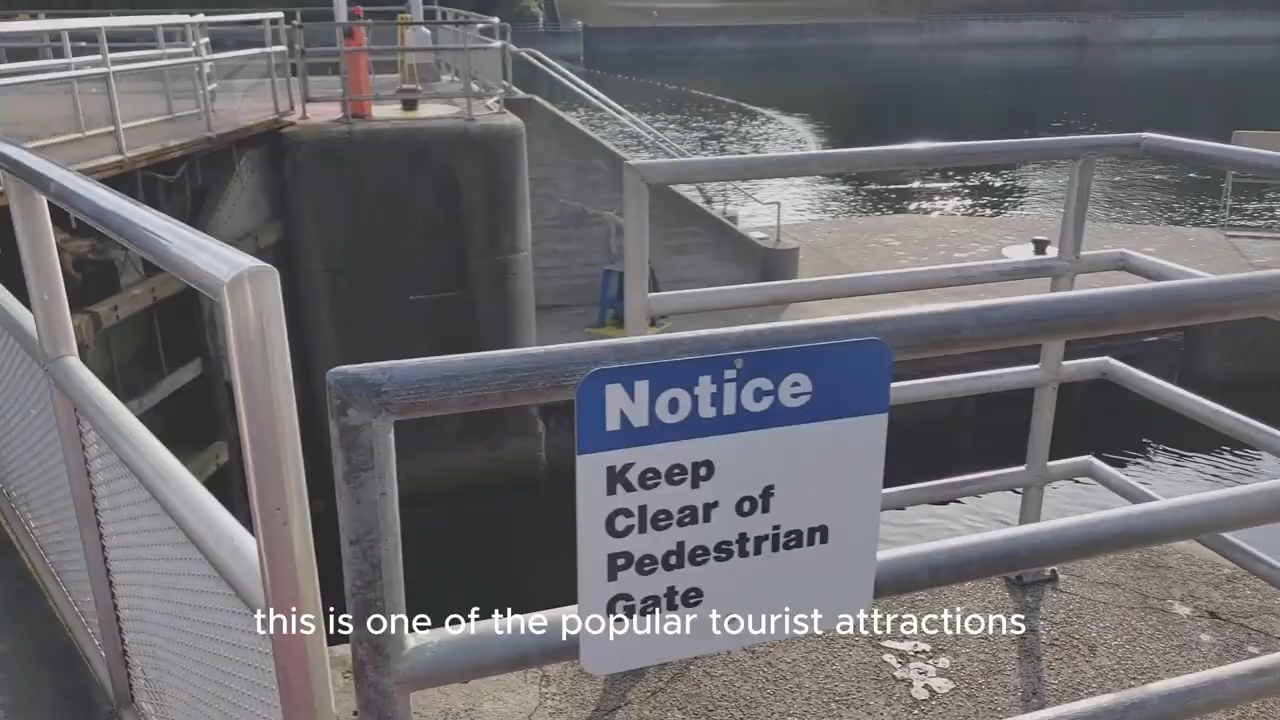 Notice
Keep
Clear of
Pedestrian
Gate
this is one of the popular tourist attractions